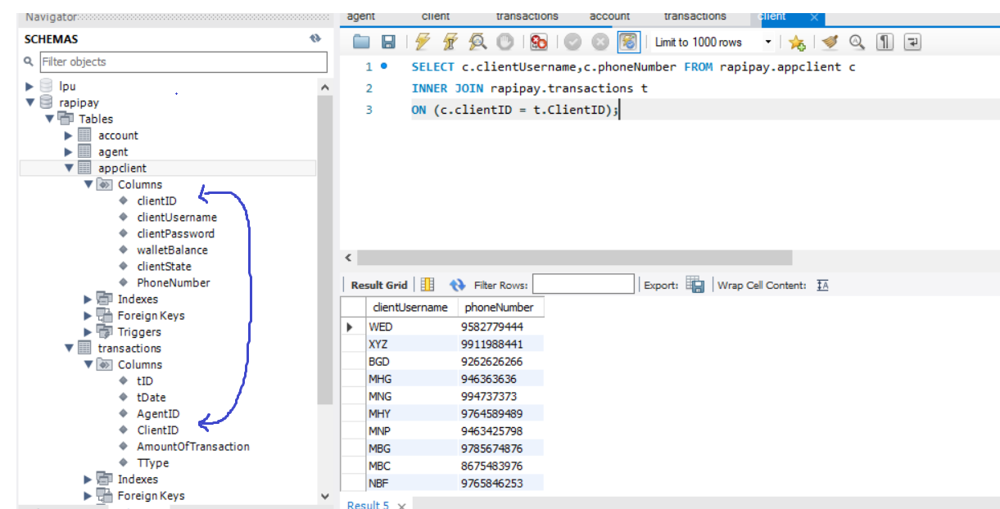 Navigator
SCHEMAS
Filter objects
lpu
rapipay
Tables
account
agent
appclient
Columns
clientID
clientUsername
clientPassword
walletBalance
clientState
PhoneNumber
Indexes
Foreign Keys
Triggers
transactions
Columns
tID
tDate
AgentID
ClientID
AmountOfTransaction
TType
Indexes
Foreign Keys
agent client transactions account transactions client
Limit to 1000 rows
1 SELECT c.clientUsername,c.phoneNumber FROM rapipay.appclient c
2 INNER JOIN rapipay.transactions t
3 ON (c.clientID = t.ClientID);
Result Grid Filter Rows: Export: Wrap Cell Content:
clientUsername phoneNumber
WED 9582779444
XYZ 9911988441
BGD 9262626266
MHG 946363636
MNG 994737373
MHY 9764589489
MNP 9463425798
MBG 9785674876
MBC 8675483976
NBF 9765846253
Result 5